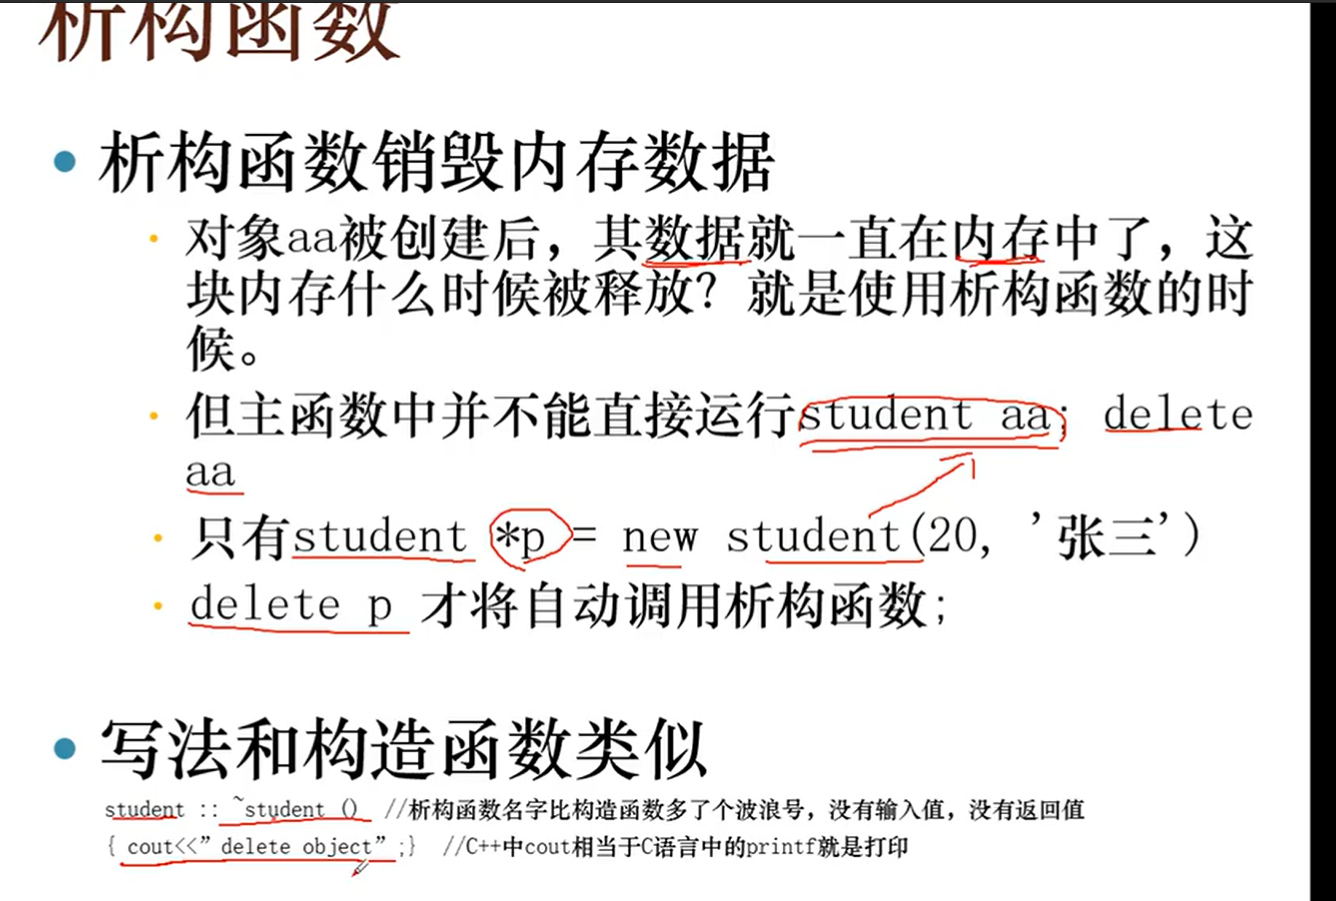 析构函数
析构函数销毁内存数据
对象aa被创建后，其数据就一直在内存中了，这
块内存什么时候被释放？就是使用析构函数的时
候。
但主函数中并不能直接运行student aa; delete
aa
只有student *p = new student(20, '张三')
delete p 才将自动调用析构函数;
写法和构造函数类似
student :: ~student () //析构函数名字比构造函数多了个波浪号，没有输入值，没有返回值
{ cout<<” delete object” ;} //C++中cout相当于C语言中的printf就是打印